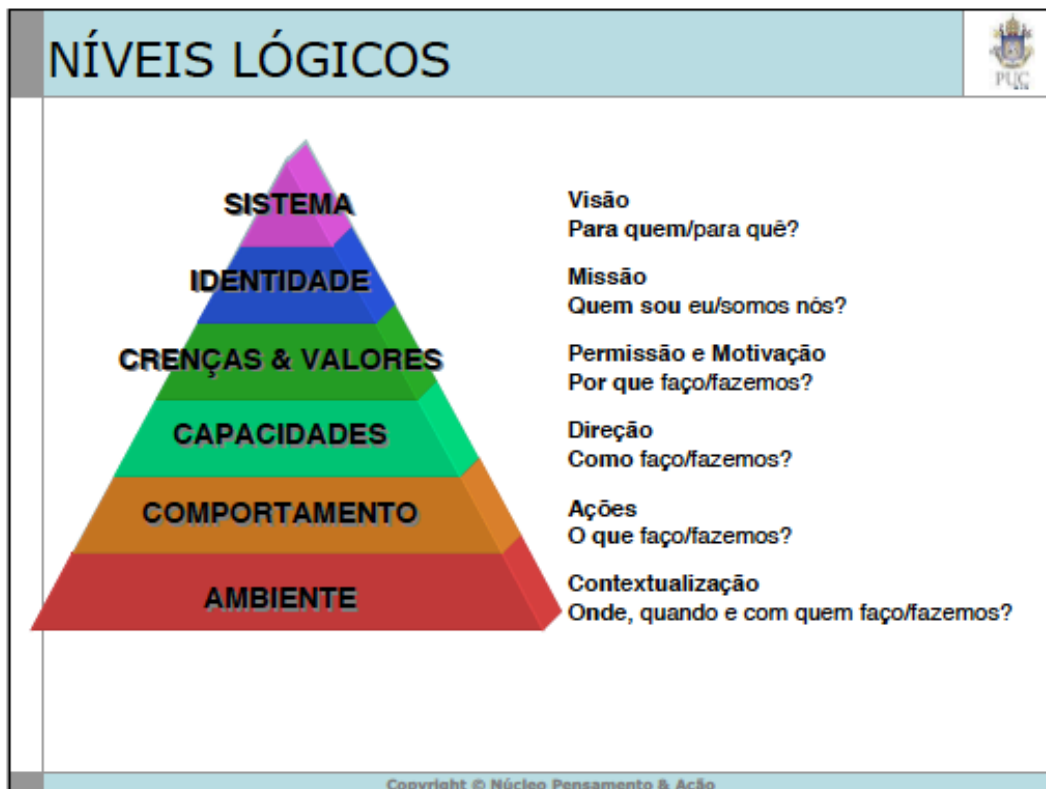 NÍVEIS LÓGICOS
PUC
SISTEMA
Visão
Para quem/para quê?
IDENTIDADE
Missão
Quem sou eu/somos nós?
CRENÇAS & VALORES
Permissão e Motivação
Por que faço/fazemos?
CAPACIDADES
Direção
Como faço/fazemos?
COMPORTAMENTO
Ações
O que faço/fazemos?
AMBIENTE
Contextualização
Onde, quando e com quem faço/fazemos?
Copyright © Núcleo Pensamento & Ação